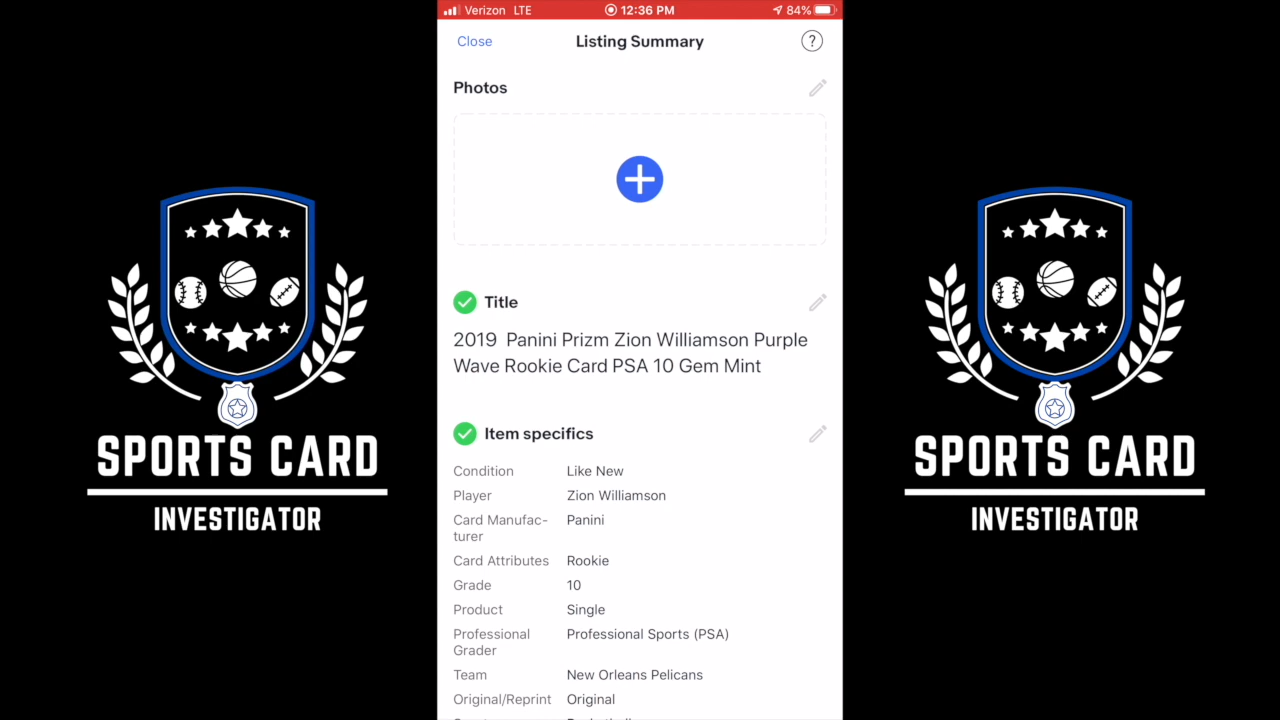 Verizon LTE 12:36 PM 84%
Close Listing Summary ?
Photos
Title
2019 Panini Prizm Zion Williamson Purple
Wave Rookie Card PSA 10 Gem Mint
Item specifics
Condition Like New
Player Zion Williamson
Card Manufac-
turer Panini
Card Attributes Rookie
Grade 10
Product Single
Professional
Grader Professional Sports (PSA)
Team New Orleans Pelicans
Original/Reprint Original
SPORTS CARD
INVESTIGATOR
SPORTS CARD
INVESTIGATOR